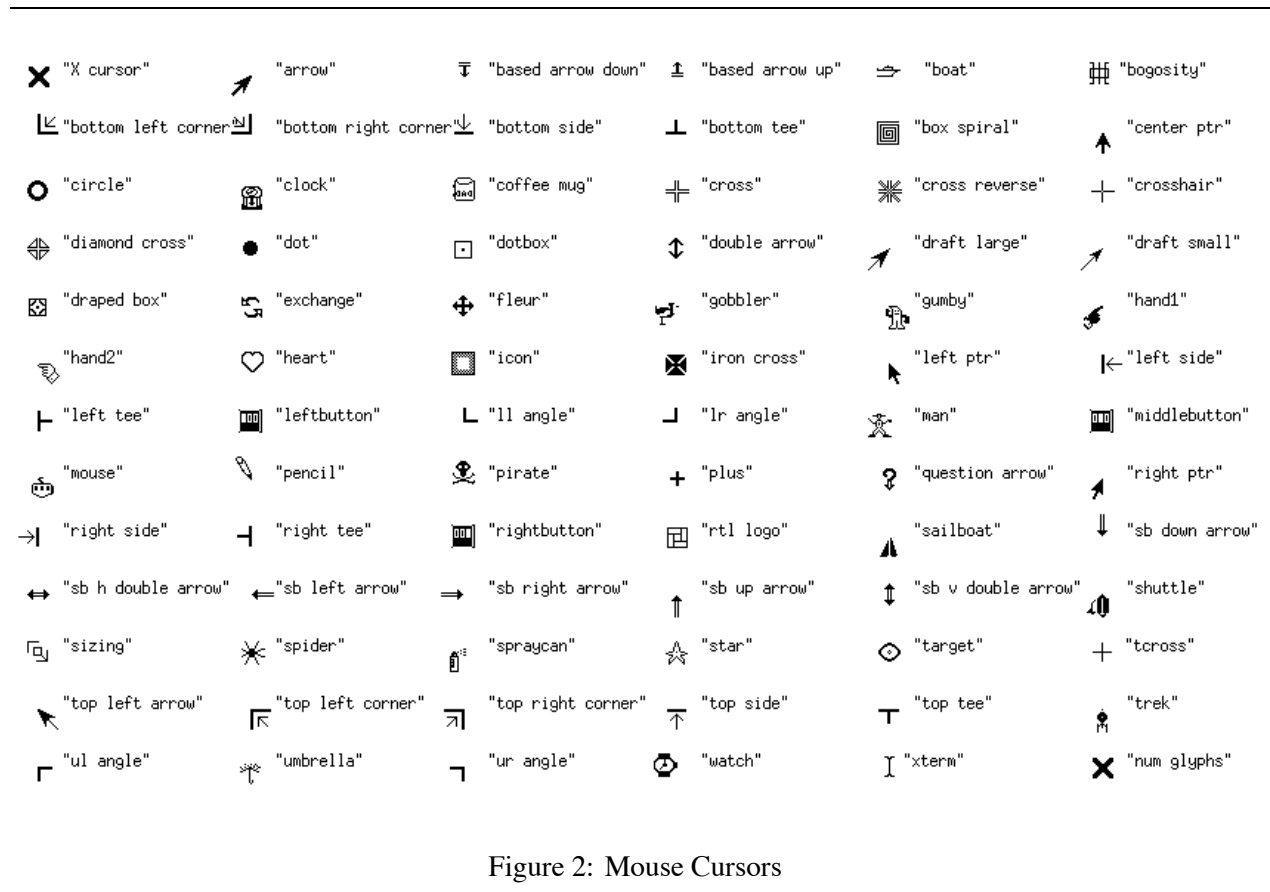 "X cursor" "arrow" "based arrow down" "based arrow up" "boat" "bogosity"
"bottom left corner" "bottom right corner" "bottom side" "bottom tee" "box spiral" "center ptr"
"circle" "clock" "coffee mug" "cross" "cross reverse" "crosshair"
"diamond cross" "dot" "dotbox" "double arrow" "draft large" "draft small"
"draped box" "exchange" "fleur" "gobbler" "gumby" "hand1"
"hand2" "heart" "icon" "iron cross" "left ptr" "left side"
"left tee" "leftbutton" "ll angle" "lr angle" "man" "middlebutton"
"mouse" "pencil" "pirate" "plus" "question arrow" "right ptr"
"right side" "right tee" "rightbutton" "rtl logo" "sailboat" "sb down arrow"
"sb h double arrow" "sb left arrow" "sb right arrow" "sb up arrow" "sb v double arrow" "shuttle"
"sizing" "spider" "spraycan" "star" "target" "tcross"
"top left arrow" "top left corner" "top right corner" "top side" "top tee" "trek"
"ul angle" "umbrella" "ur angle" "watch" "xterm" "num glyphs"
Figure 2: Mouse Cursors